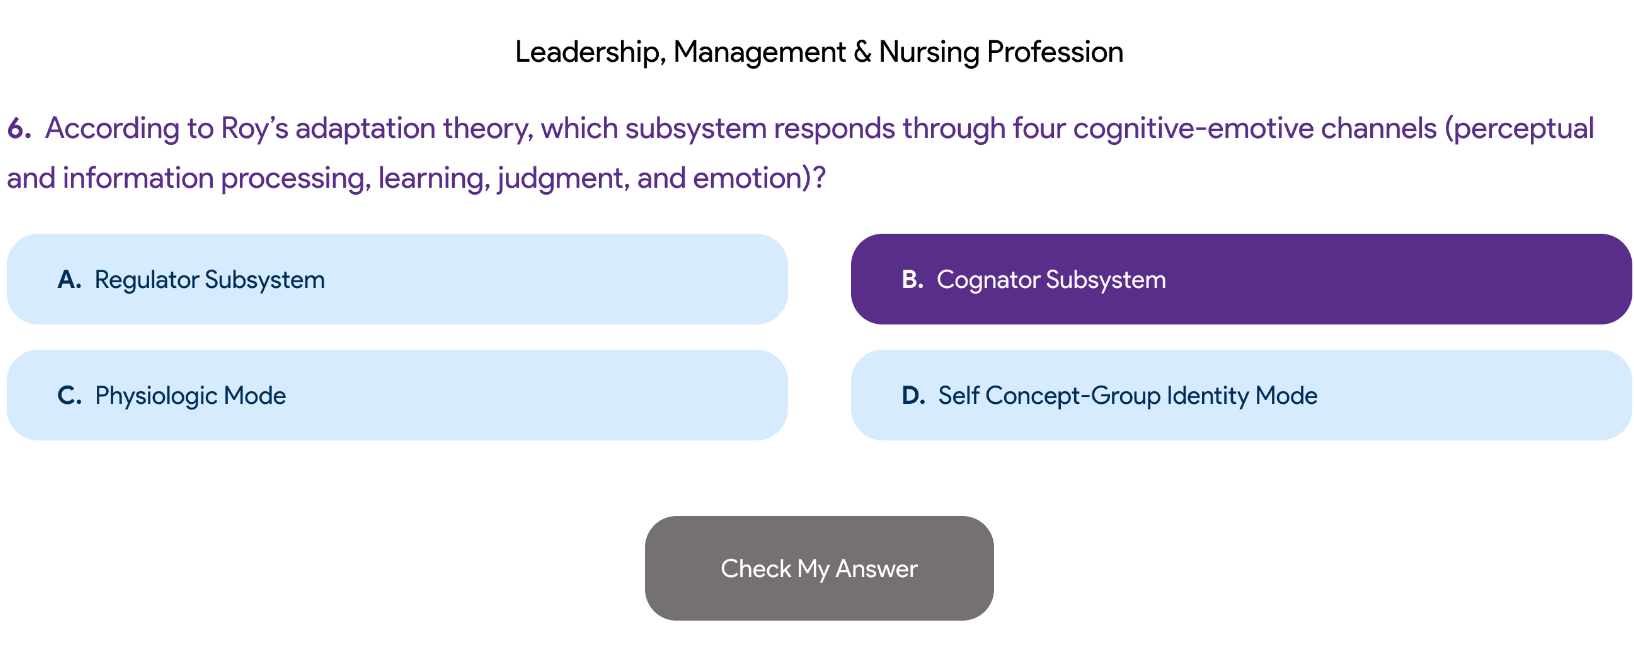 Leadership, Management & Nursing Profession
6. According to Roy’s adaptation theory, which subsystem responds through four cognitive-emotive channels (perceptual
and information processing, learning, judgment, and emotion)?
A. Regulator Subsystem
B. Cognator Subsystem
C. Physiologic Mode
D. Self Concept-Group Identity Mode
Check My Answer